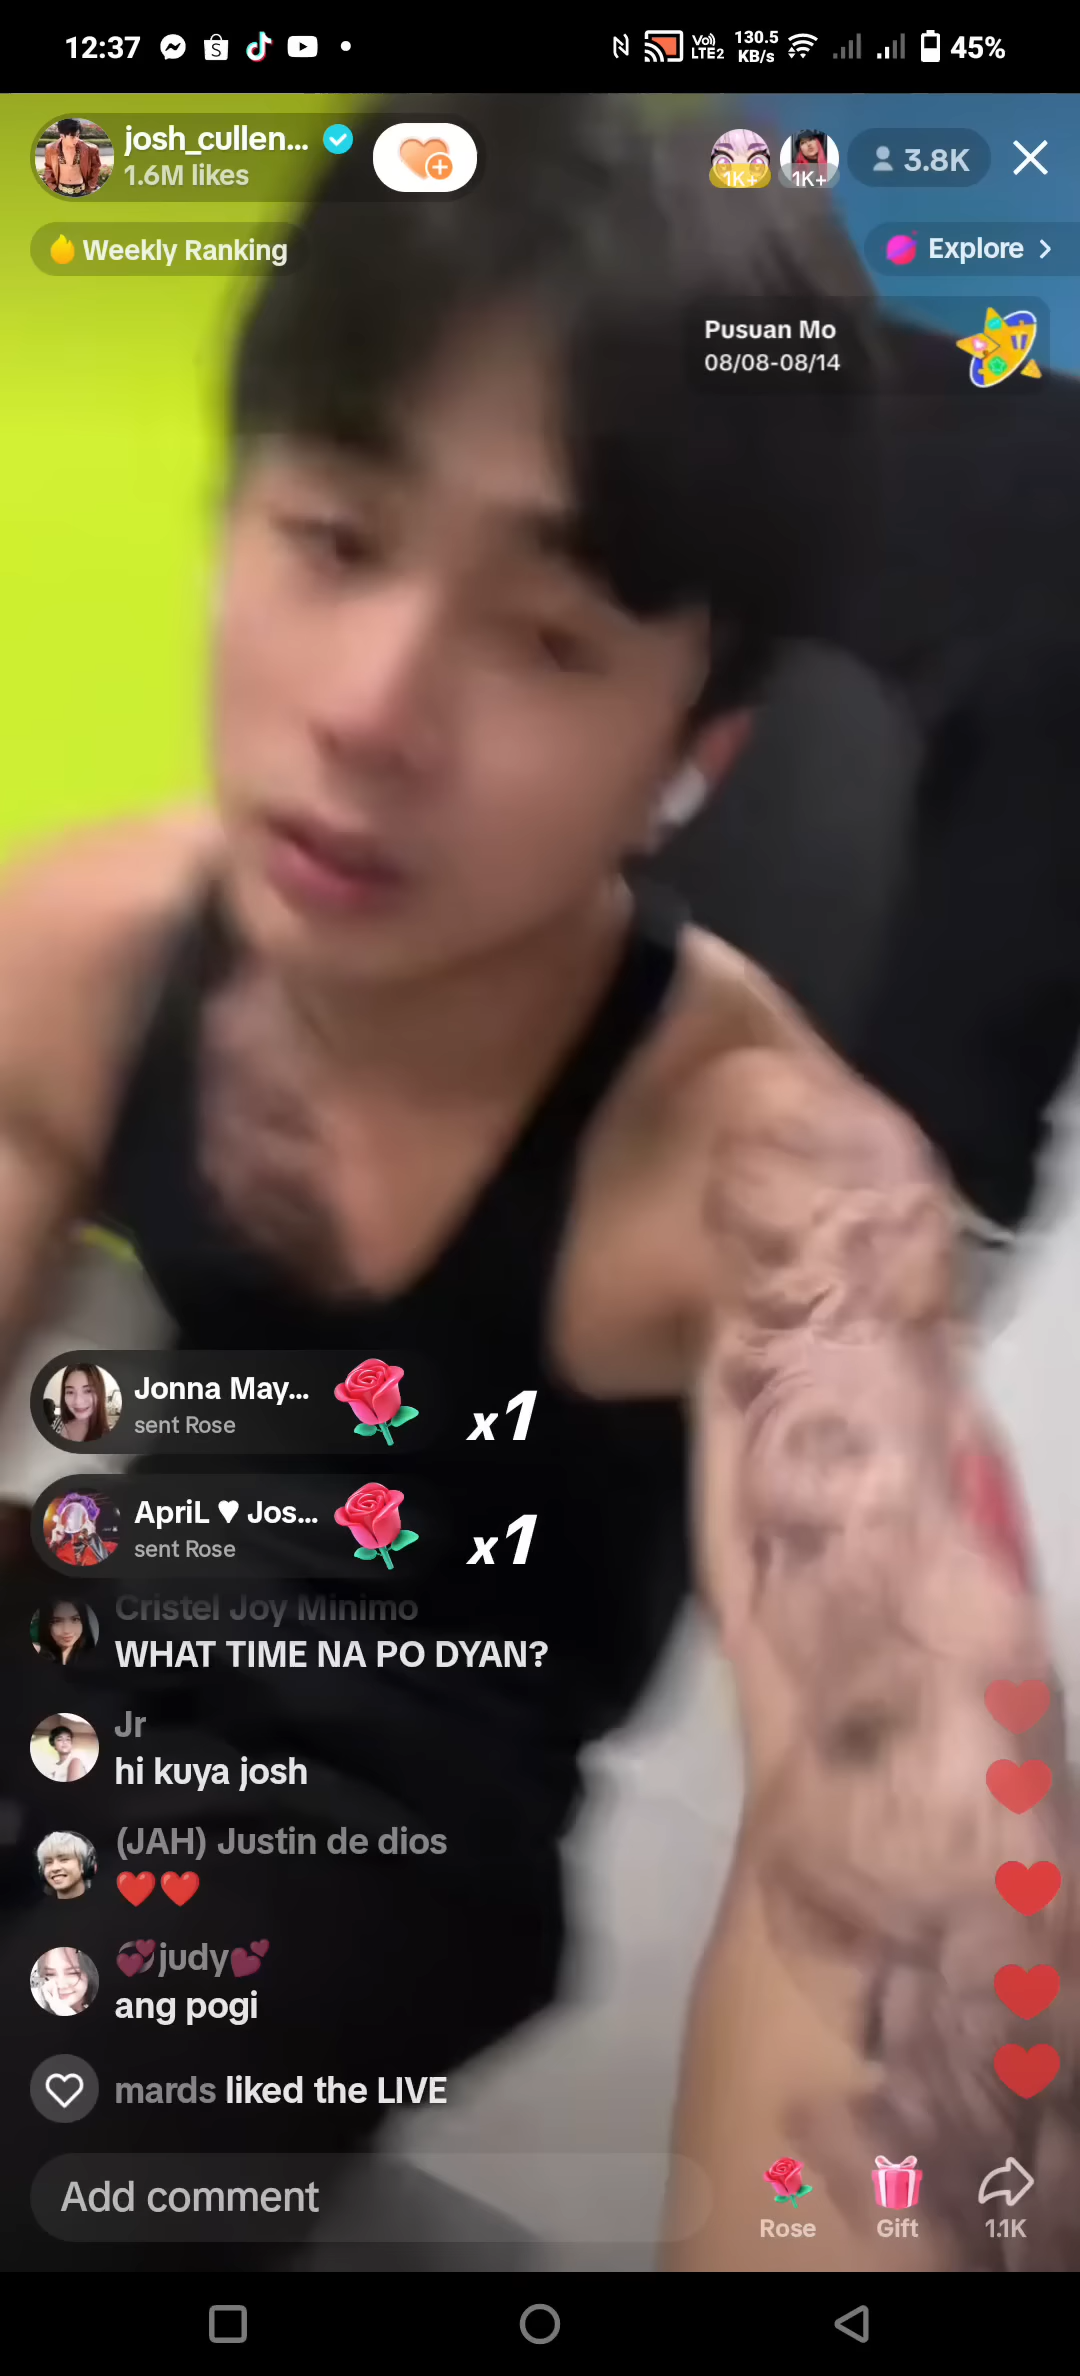 12:37
Vo)) LTE2
130.5 KB/s
45%
josh_cullen...
1.6M likes
1K+
1K+
3.8K
Weekly Ranking
Explore
Pusuan Mo
08/08-08/14
Jonna May...
sent Rose
x1
ApriL ♥ Jos...
sent Rose
x1
Cristel Joy Minimo
WHAT TIME NA PO DYAN?
Jr
hi kuya josh
(JAH) Justin de dios
❤️❤️
💞judy💕
ang pogi
mards liked the LIVE
Add comment
Rose
Gift
1.1K